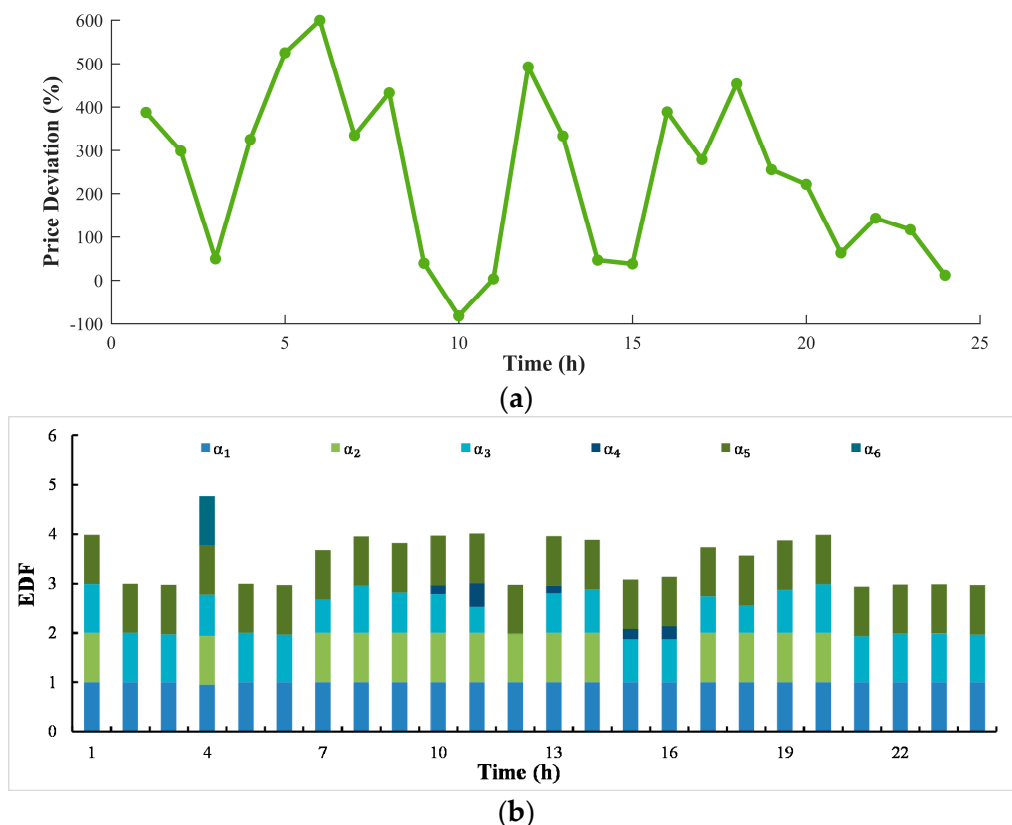 600
500
400
300
200
100
0
-100
Price Deviation (%)
0 5 10 15 20 25
Time (h)
(a)
6
5
4
3
2
1
0
EDF
α₁ α₂ α₃ α₄ α₅ α₆
1 4 7 10 13 16 19 22
Time (h)
(b)